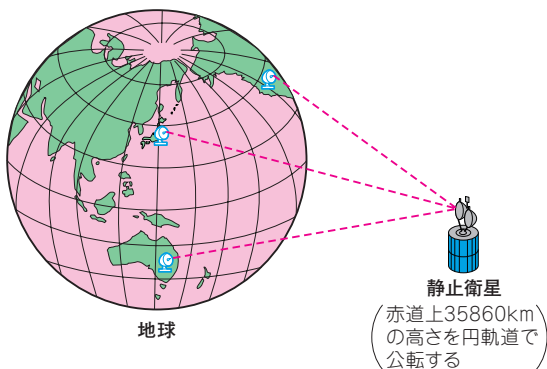 地球
静止衛星
(赤道上35860km
の高さを円軌道で
公転する)